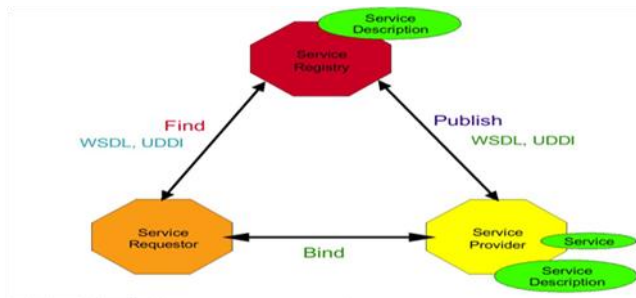 Service
Description
Service
Registry
Find
WSDL, UDDI
Publish
WSDL, UDDI
Service
Requestor
Bind
Service
Provider
Service
Service
Description